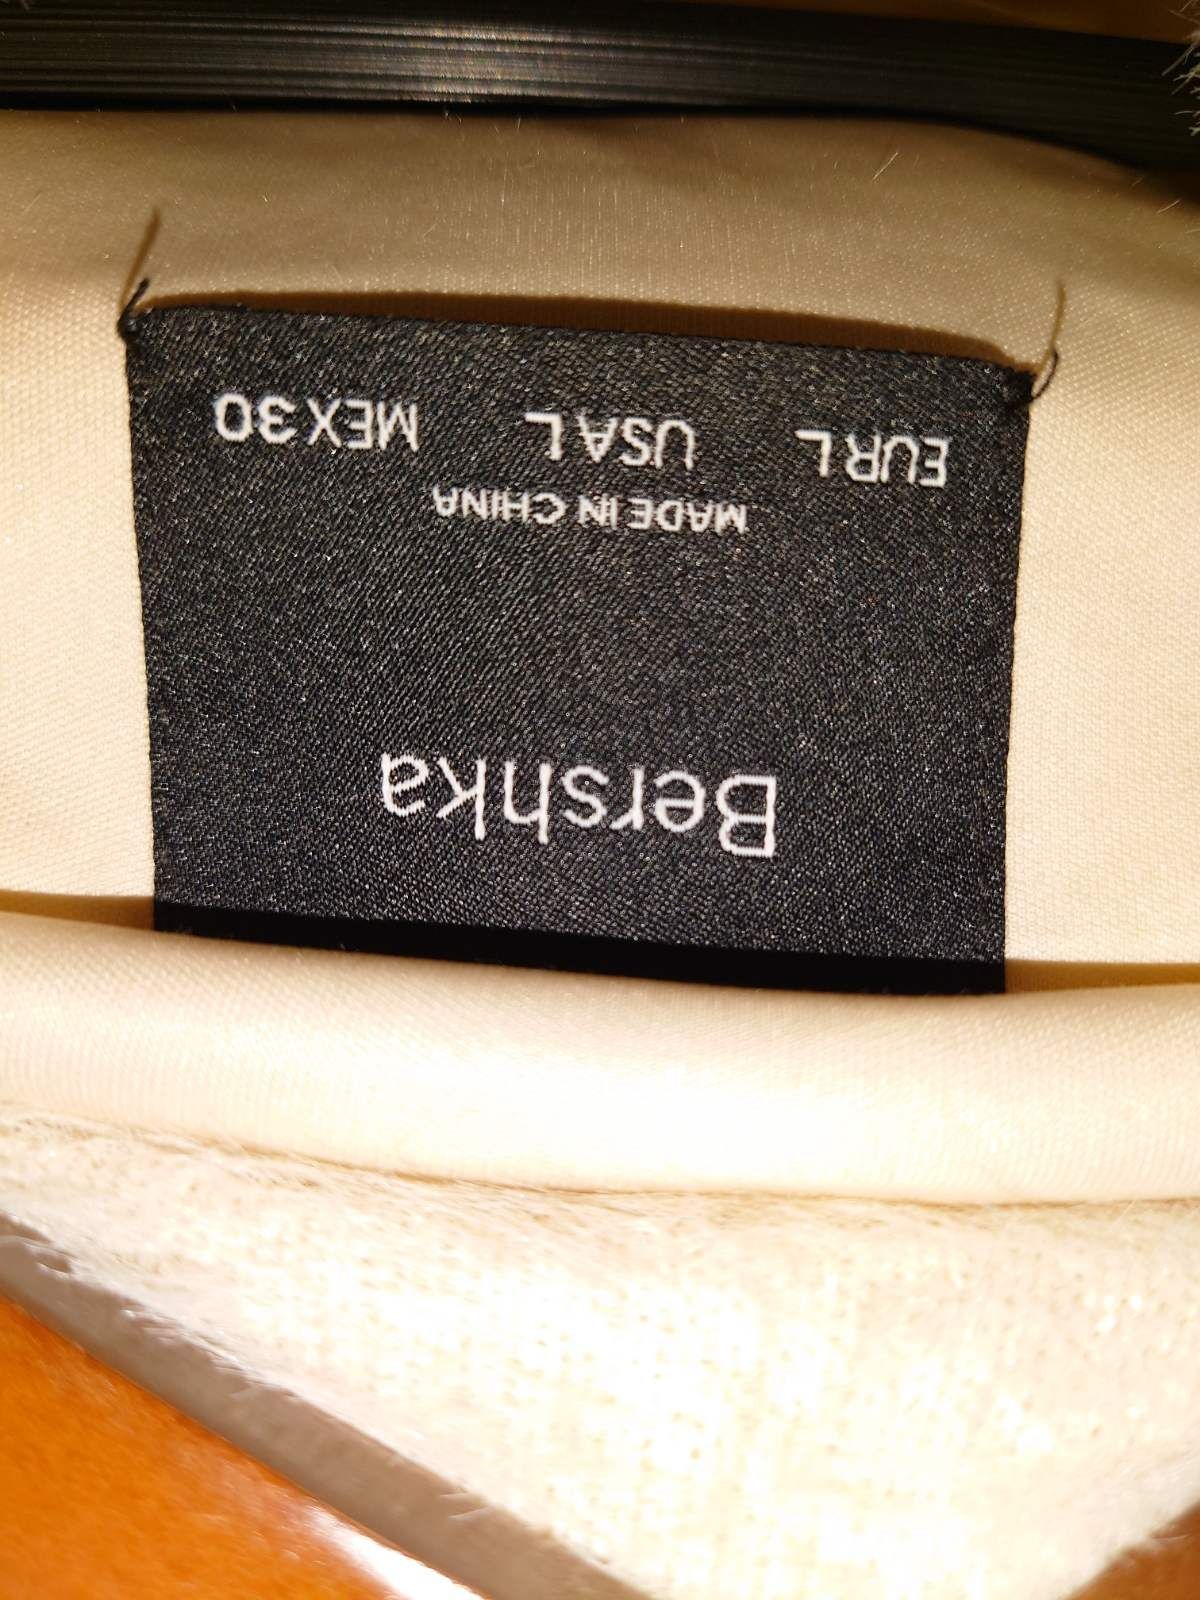 Bershka
MADE IN CHINA
EUR L USA L MEX 30